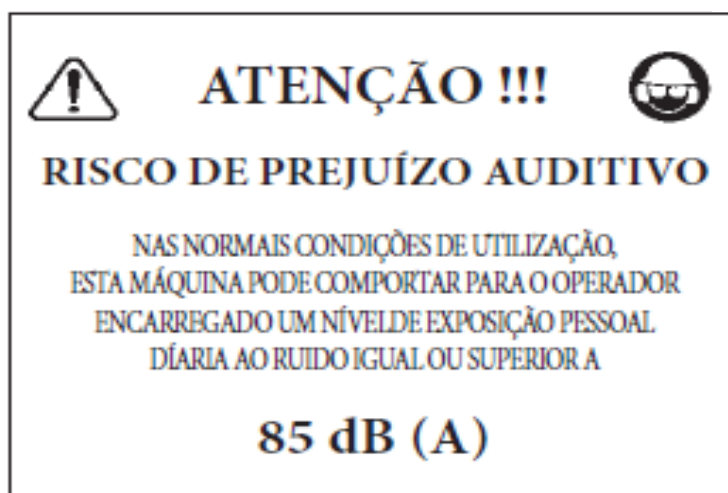 ATENÇÃO !!!
RISCO DE PREJUÍZO AUDITIVO
NAS NORMAIS CONDIÇÕES DE UTILIZAÇÃO,
ESTA MÁQUINA PODE COMPORTAR PARA O OPERADOR
ENCARREGADO UM NÍVELDE EXPOSIÇÃO PESSOAL
DÍARIA AO RUIDO IGUAL OU SUPERIOR A
85 dB (A)